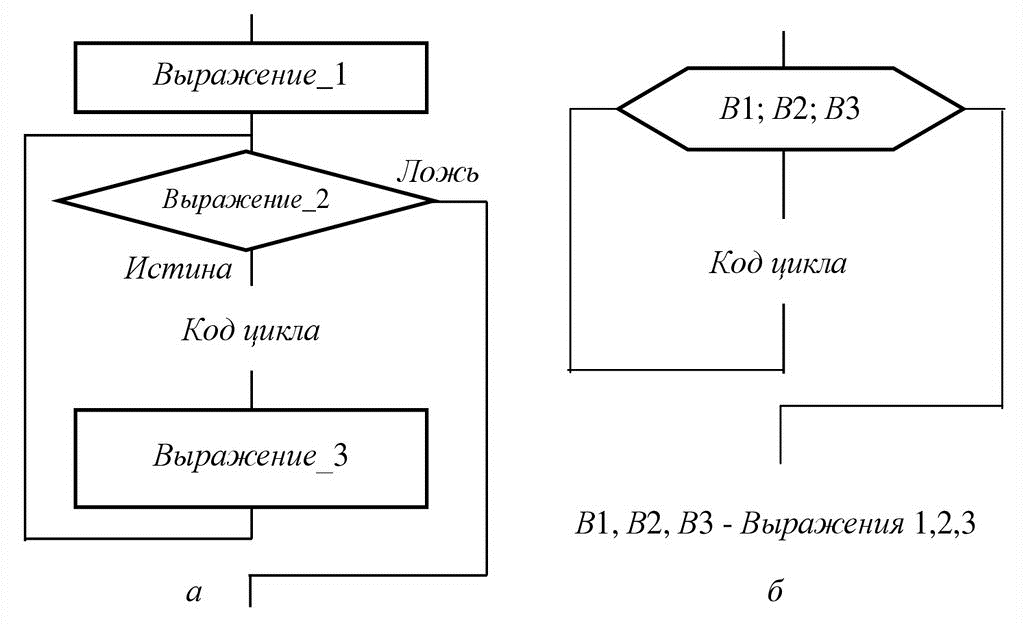 Выражение_1
Ложь
Выражение_2
Истина
Код цикла
Выражение_3
а
В1; В2; В3
Код цикла
В1, В2, В3 - Выражения 1,2,3
б